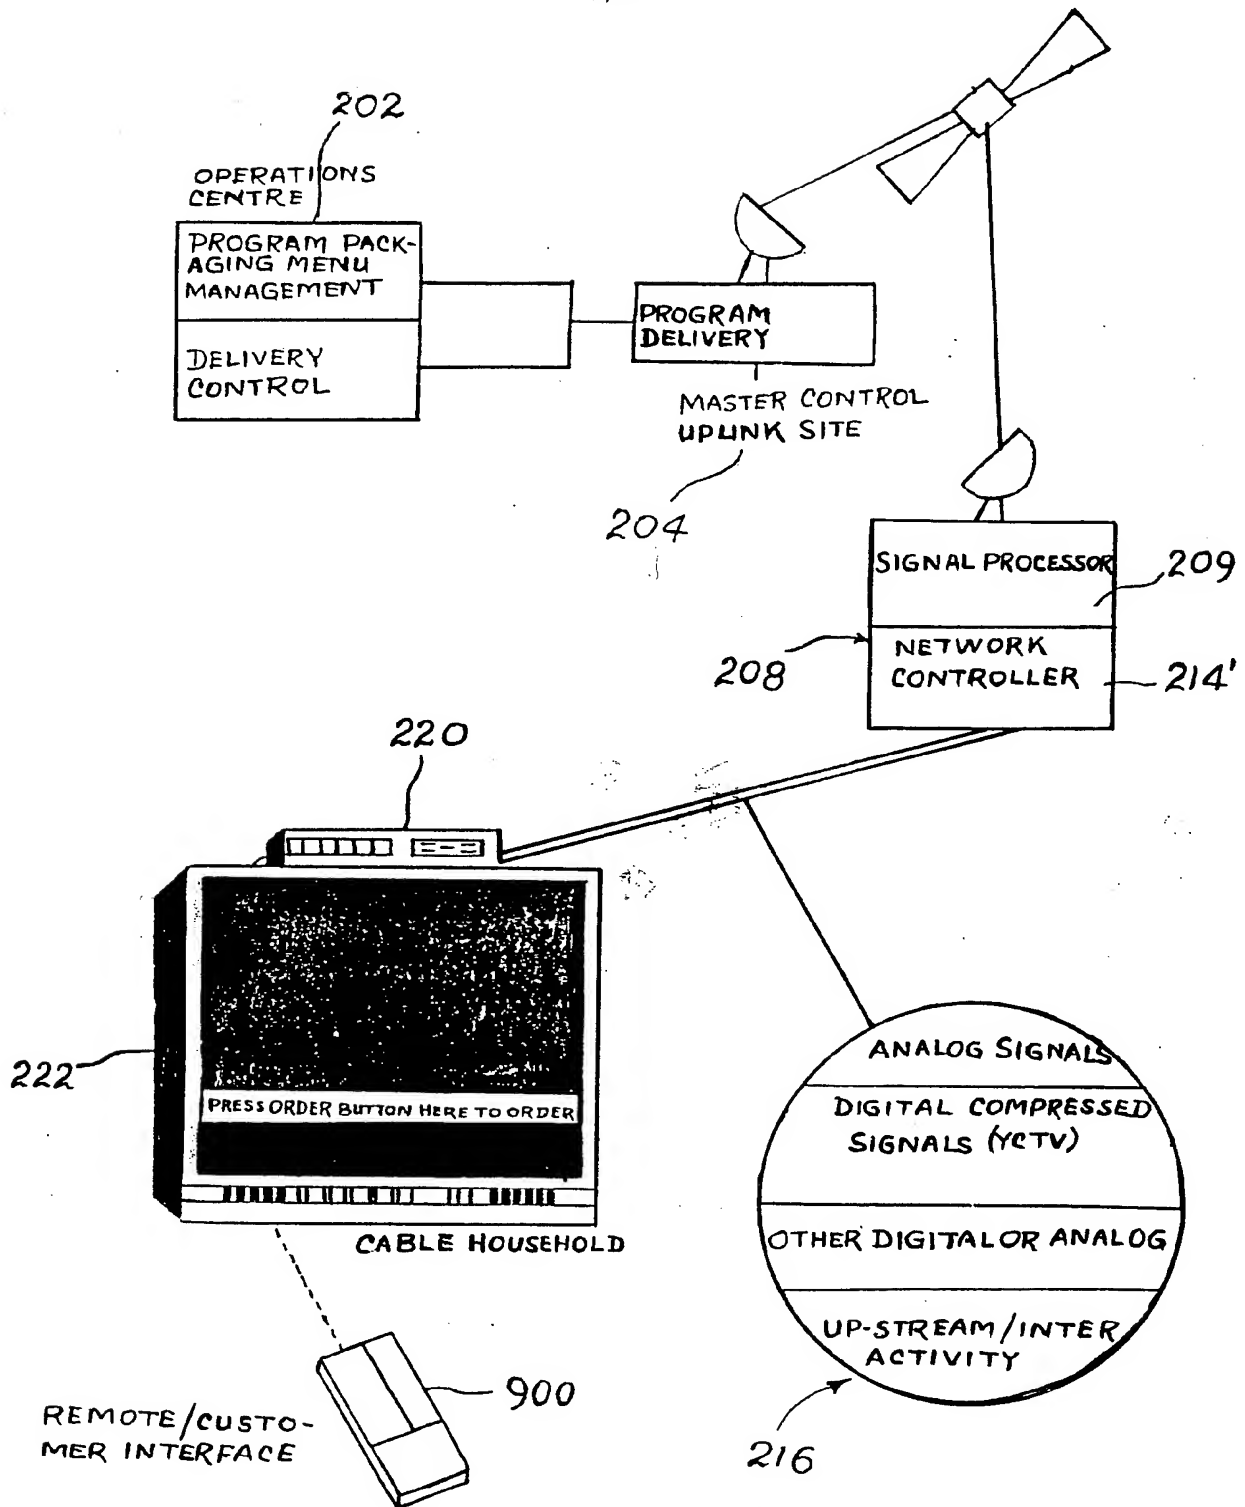 202
OPERATIONS
CENTRE
PROGRAM PACK-
AGING MENU
MANAGEMENT
DELIVERY
CONTROL
PROGRAM
DELIVERY
MASTER CONTROL
UPLINK SITE
204
SIGNAL PROCESSOR
209
208
NETWORK
CONTROLLER
214'
220
222
PRESS ORDER BUTTON HERE TO ORDER
CABLE HOUSEHOLD
ANALOG SIGNALS
DIGITAL COMPRESSED
SIGNALS (YCTV)
OTHER DIGITAL OR ANALOG
UP-STREAM/INTER
ACTIVITY
216
900
REMOTE/CUSTO-
MER INTERFACE